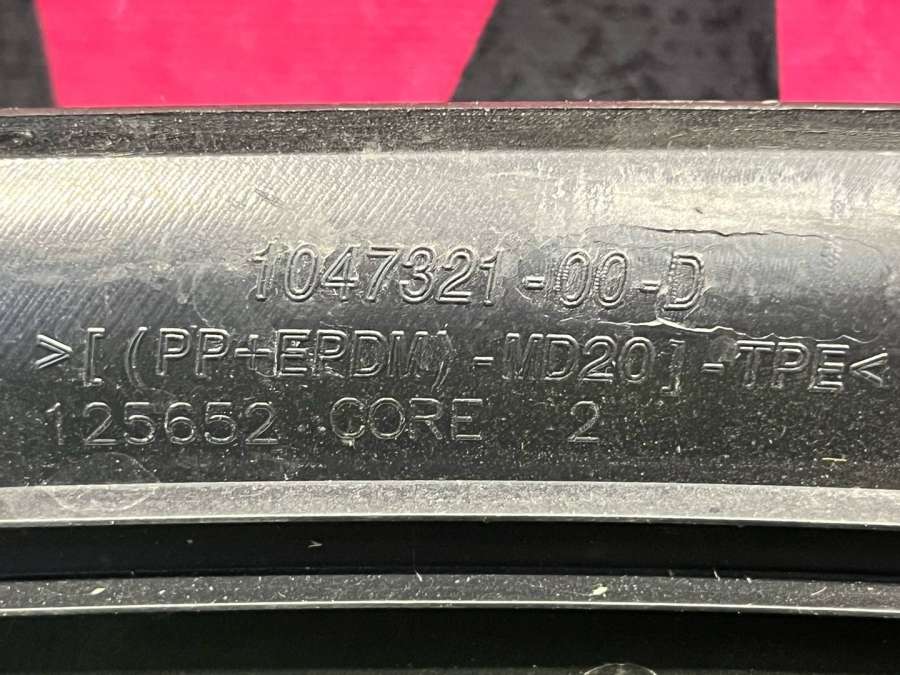 1047321-00-D
>[(PP+EPDM)-MD20]-TPE<
125652 CORE 2